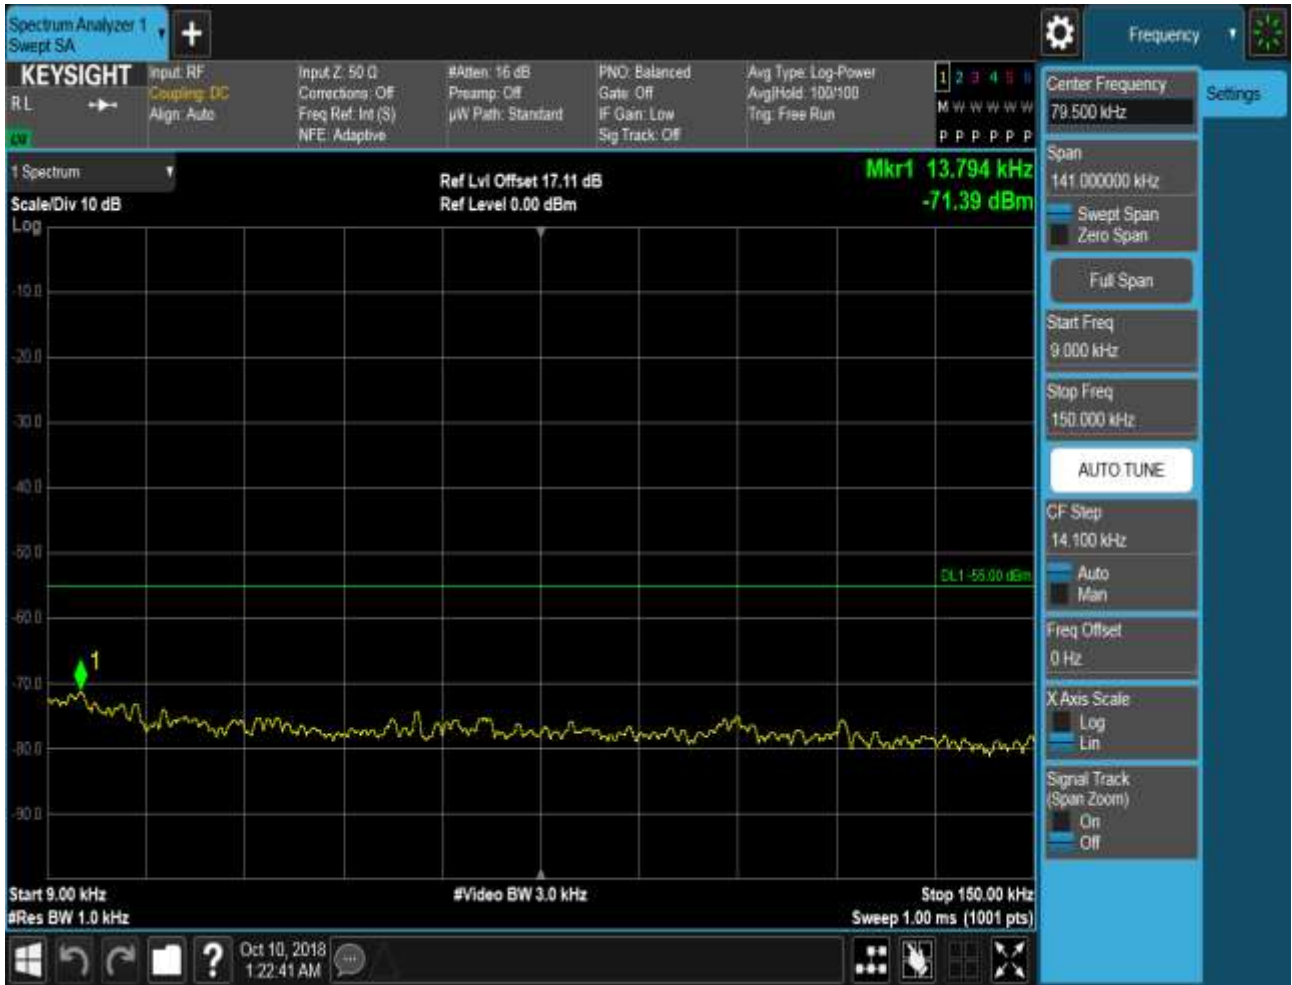 Spectrum Analyzer 1
Swept SA
Frequency
KEYSIGHT
RL
Input: RF
Coupling: DC
Align: Auto
Input Z: 50 Ω
Corrections: Off
Freq Ref: Int (S)
NFE: Adaptive
#Atten: 16 dB
Preamp: Off
µW Path: Standard
PNO: Balanced
Gate: Off
IF Gain: Low
Sig Track: Off
Avg Type: Log-Power
Avg|Hold: 100/100
Trig: Free Run
1 2 3 4 5 6
M W W W W W
P P P P P P
1 Spectrum
Scale/Div 10 dB
Log
Ref Lvl Offset 17.11 dB
Ref Level 0.00 dBm
Mkr1 13.794 kHz
-71.39 dBm
-10.0
-20.0
-30.0
-40.0
-50.0
-60.0
-70.0
-80.0
-90.0
DL1 -55.00 dBm
1
Start 9.00 kHz
#Res BW 1.0 kHz
#Video BW 3.0 kHz
Stop 150.00 kHz
Sweep 1.00 ms (1001 pts)
Center Frequency
79.500 kHz
Settings
Span
141.000000 kHz
Swept Span
Zero Span
Full Span
Start Freq
9.000 kHz
Stop Freq
150.000 kHz
AUTO TUNE
CF Step
14.100 kHz
Auto
Man
Freq Offset
0 Hz
X Axis Scale
Log
Lin
Signal Track
(Span Zoom)
On
Off
?
Oct 10, 2018
1:22:41 AM